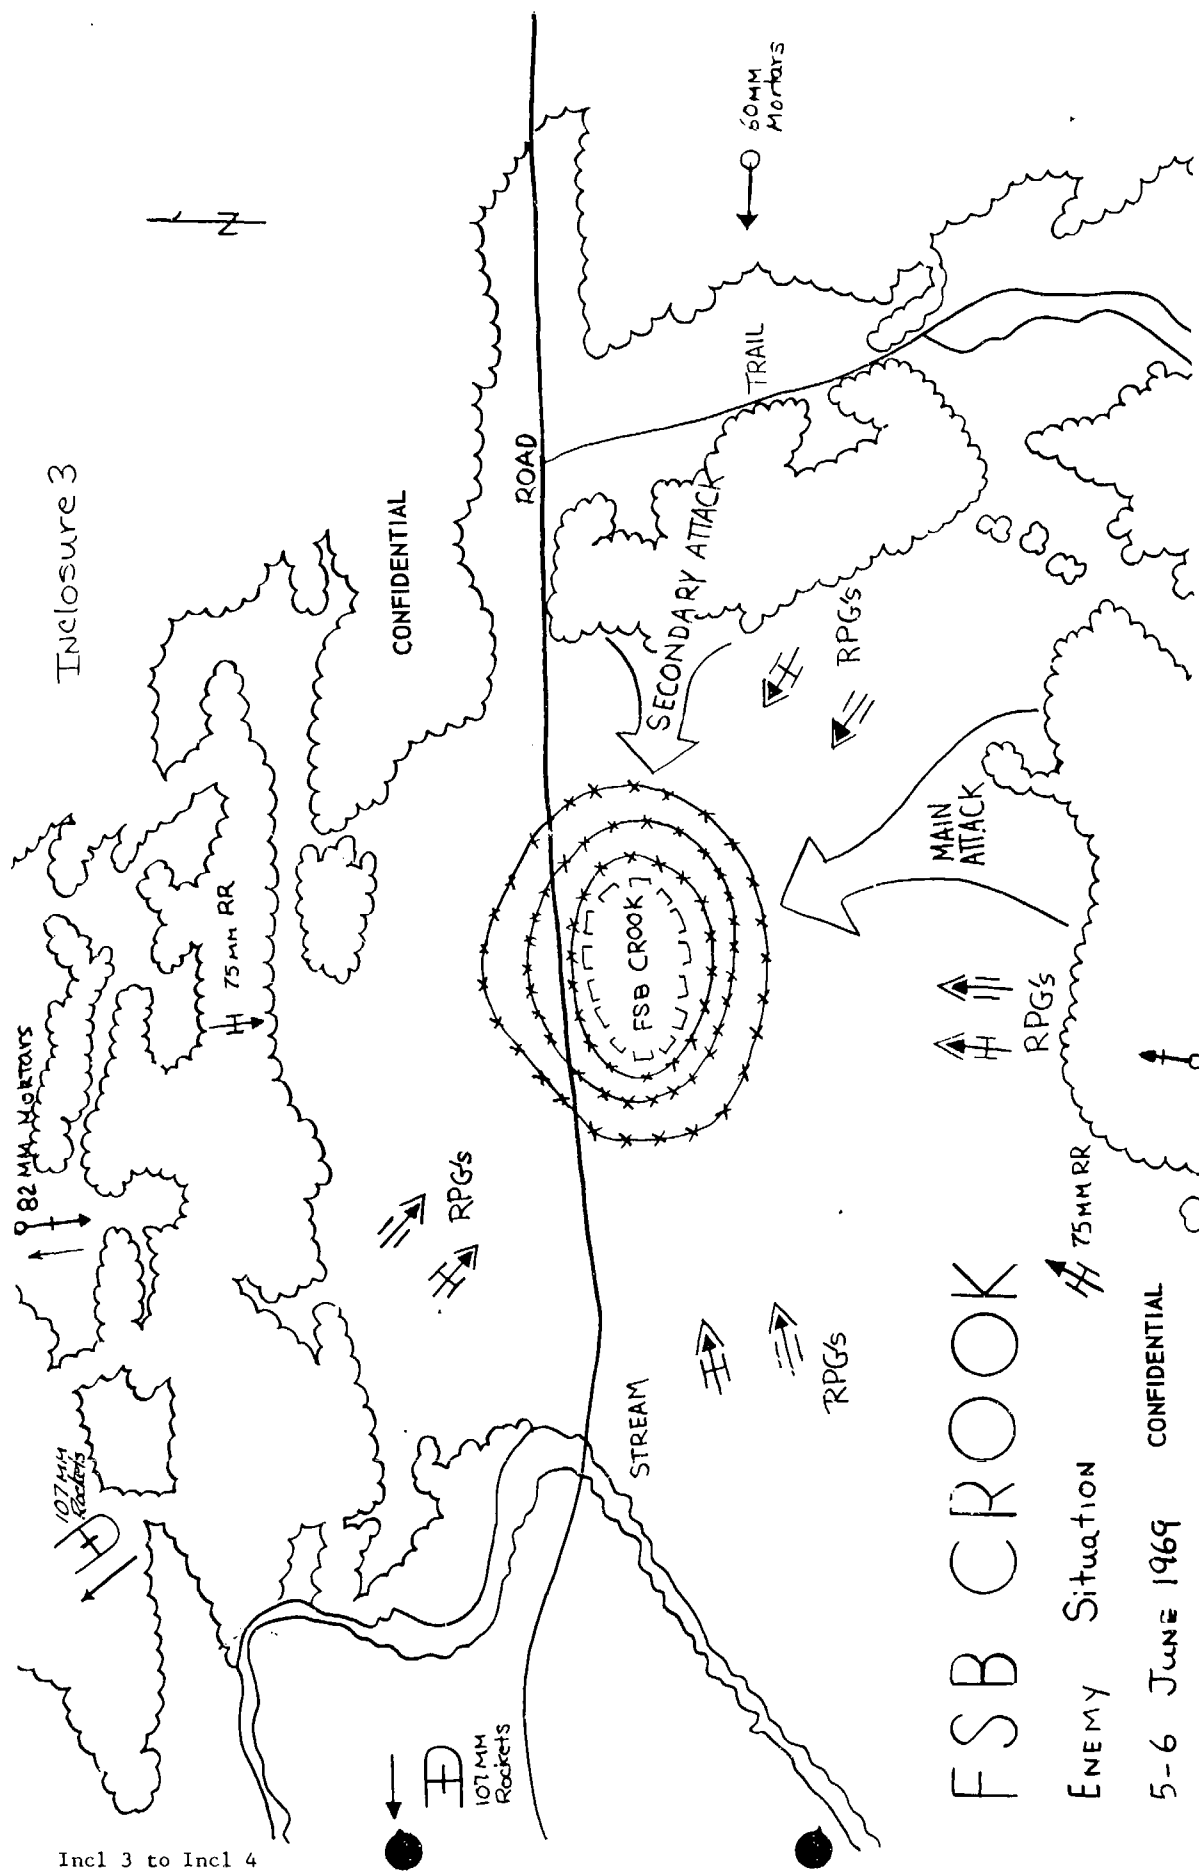 Inclosure 3
CONFIDENTIAL
N
107 MM
Rockets
82 MM Mortars
75 MM RR
RPG's
ROAD
60MM
Mortars
TRAIL
SECONDARY ATTACK
RPG's
FSB CROOK
MAIN
ATTACK
STREAM
RPG's
RPG's
75 MM RR
107 MM
Rockets
FSB CROOK
ENEMY Situation
5-6 JUNE 1969
CONFIDENTIAL
Incl 3 to Incl 4